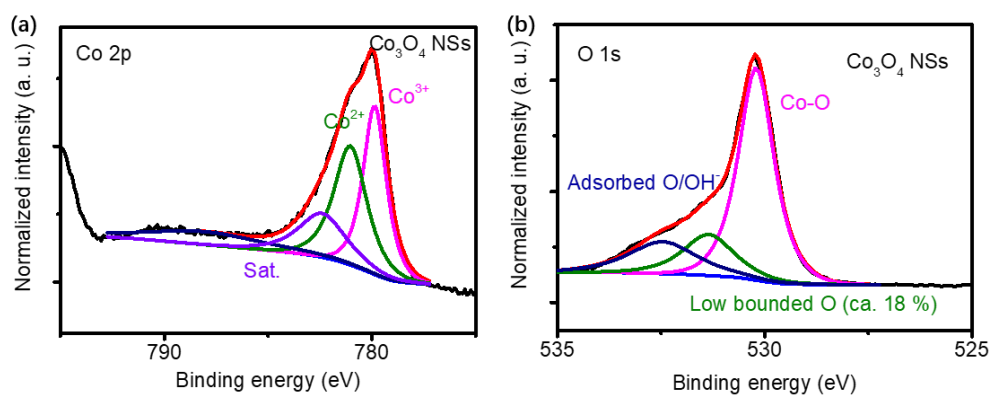 (a)
Co 2p
Co₃O₄ NSs
Co³⁺
Co²⁺
Sat.
Normalized intensity (a. u.)
790
780
Binding energy (eV)
(b)
O 1s
Co₃O₄ NSs
Co-O
Adsorbed O/OH⁻
Low bounded O (ca. 18 %)
Normalized intensity (a. u.)
535
530
525
Binding energy (eV)